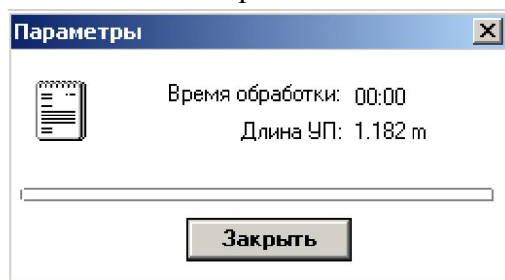 Параметры
Время обработки: 00:00
Длина УП: 1.182 m
Закрыть